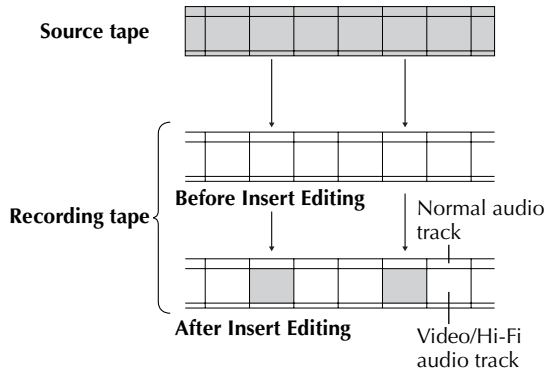 Source tape
Before Insert Editing
Recording tape
Normal audio
track
After Insert Editing
Video/Hi-Fi
audio track